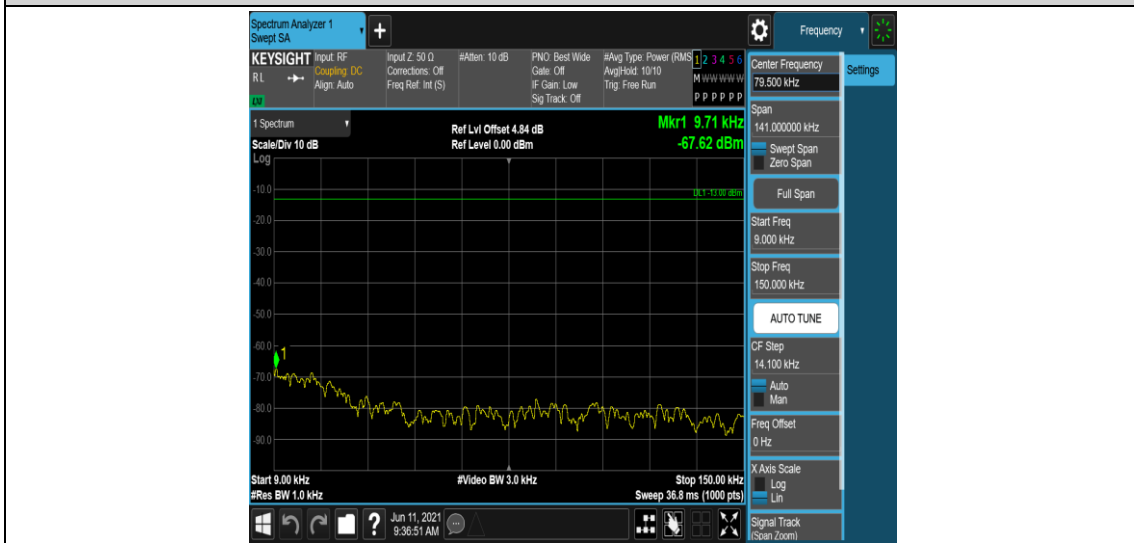 Spectrum Analyzer 1
Swept SA
+
Frequency
KEYSIGHT
RL
LXI
Input: RF
Coupling: DC
Align: Auto
Input Z: 50 Ω
Corrections: Off
Freq Ref: Int (S)
#Atten: 10 dB
PNO: Best Wide
Gate: Off
IF Gain: Low
Sig Track: Off
#Avg Type: Power (RMS
Avg|Hold: 10/10
Trig: Free Run
1 2 3 4 5 6
M W W W W W
P P P P P P
1 Spectrum
Scale/Div 10 dB
Log
Ref Lvl Offset 4.84 dB
Ref Level 0.00 dBm
Mkr1 9.71 kHz
-67.62 dBm
DL1 -13.00 dBm
-10.0
-20.0
-30.0
-40.0
-50.0
-60.0
1
-70.0
-80.0
-90.0
Start 9.00 kHz
#Res BW 1.0 kHz
#Video BW 3.0 kHz
Stop 150.00 kHz
Sweep 36.8 ms (1000 pts)
?
Jun 11, 2021
9:36:51 AM
Center Frequency
79.500 kHz
Settings
Span
141.000000 kHz
Swept Span
Zero Span
Full Span
Start Freq
9.000 kHz
Stop Freq
150.000 kHz
AUTO TUNE
CF Step
14.100 kHz
Auto
Man
Freq Offset
0 Hz
X Axis Scale
Log
Lin
Signal Track
(Span Zoom)